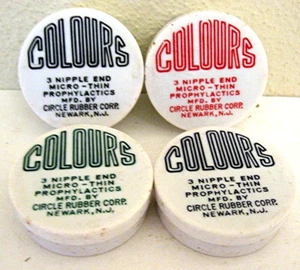 COLOURS
3 NIPPLE END
MICRO-THIN
PROPHYLACTICS
MFD. BY
CIRCLE RUBBER CORP.
NEWARK, N.J.
COLOURS
3 NIPPLE END
MICRO-THIN
PROPHYLACTICS
MFD. BY
CIRCLE RUBBER CORP.
NEWARK, N.J.
COLOURS
3 NIPPLE END
MICRO-THIN
PROPHYLACTICS
MFD. BY
CIRCLE RUBBER CORP.
NEWARK, N.J.
COLOURS
3 NIPPLE END
MICRO-THIN
PROPHYLACTICS
MFD. BY
CIRCLE RUBBER CORP.
NEWARK, N.J.